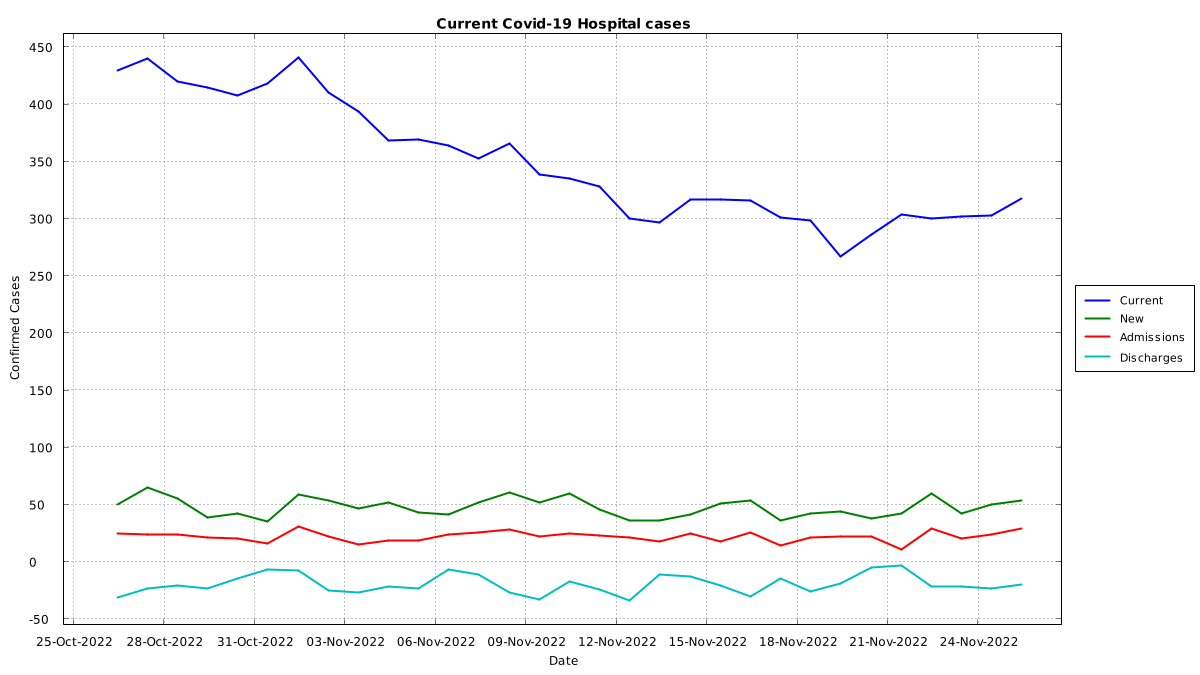 Current Covid-19 Hospital cases
450
400
350
300
250
200
150
100
50
0
-50
Confirmed Cases
25-Oct-2022 28-Oct-2022 31-Oct-2022 03-Nov-2022 06-Nov-2022 09-Nov-2022 12-Nov-2022 15-Nov-2022 18-Nov-2022 21-Nov-2022 24-Nov-2022
Date
Current
New
Admissions
Discharges